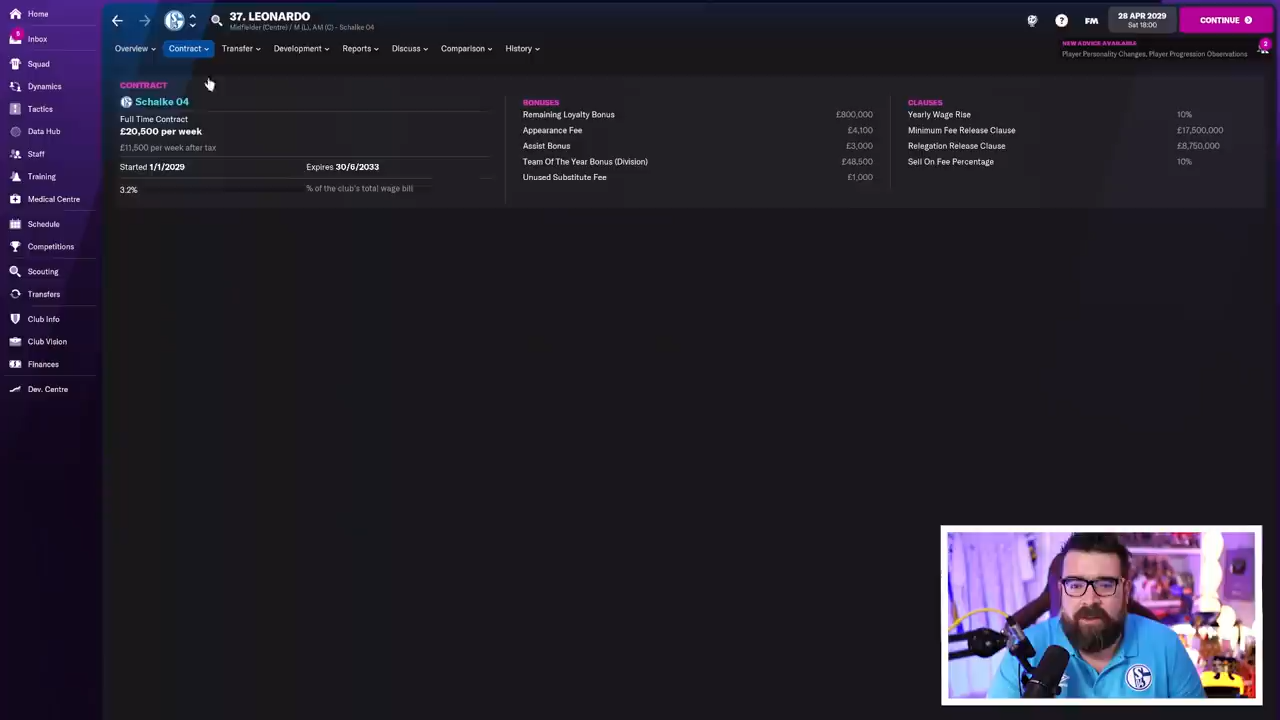 Home
5
Inbox
Squad
Dynamics
Tactics
Data Hub
Staff
Training
Medical Centre
Schedule
Competitions
Scouting
Transfers
Club Info
Club Vision
Finances
Dev. Centre
37. LEONARDO
Midfielder (Centre) / M (L), AM (C) - Schalke 04
FM
28 APR 2029
Sat 18:00
CONTINUE
Overview
Contract
Transfer
Development
Reports
Discuss
Comparison
History
NEW ADVICE AVAILABLE
Player Personality Changes, Player Progression Observations
2
CONTRACT
Schalke 04
Full Time Contract
£20,500 per week
£11,500 per week after tax
Started 1/1/2029 Expires 30/6/2033
3.2% % of the club's total wage bill
BONUSES
Remaining Loyalty Bonus £800,000
Appearance Fee £4,100
Assist Bonus £3,000
Team Of The Year Bonus (Division) £48,500
Unused Substitute Fee £1,000
CLAUSES
Yearly Wage Rise 10%
Minimum Fee Release Clause £17,500,000
Relegation Release Clause £8,750,000
Sell On Fee Percentage 10%